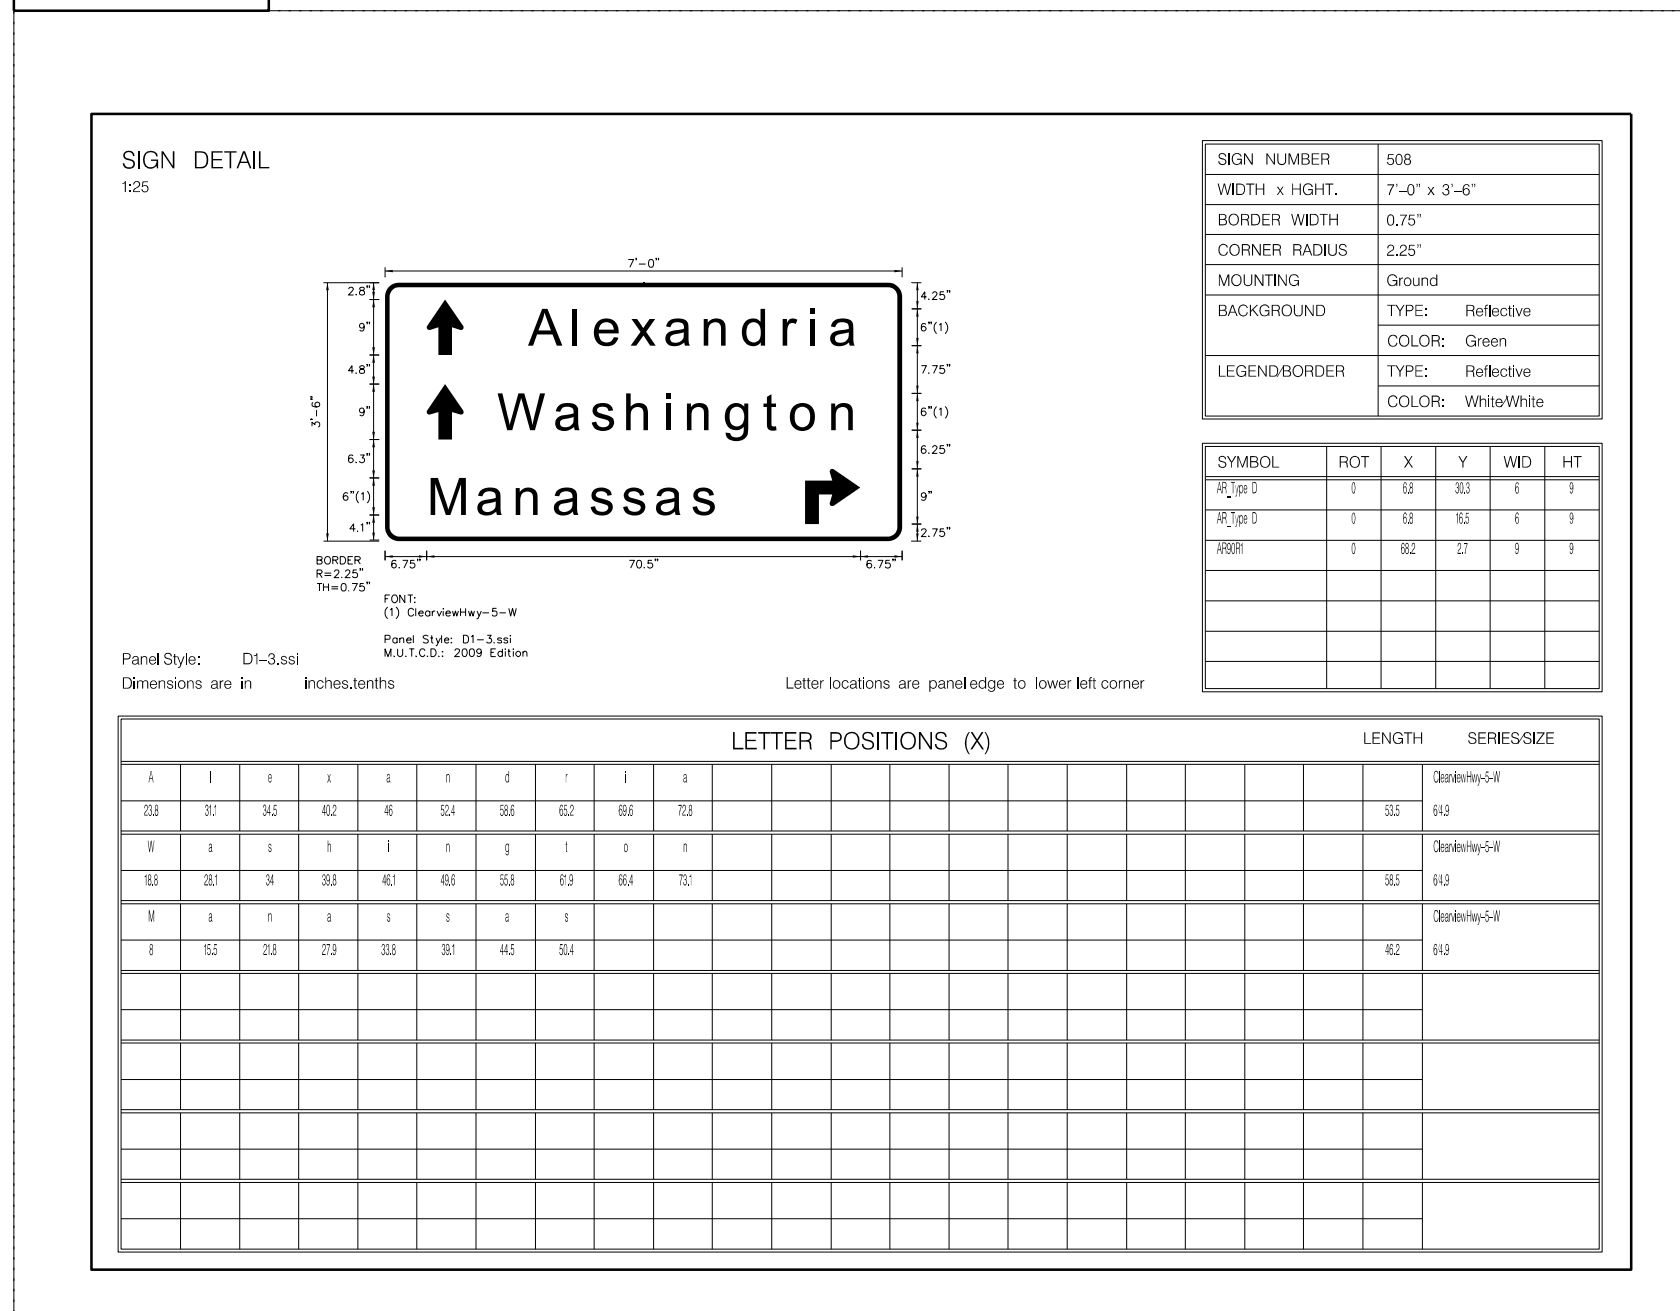 SIGN DETAIL
1:25
SIGN NUMBER 508
WIDTH x HGHT. 7'–0" x 3'–6"
BORDER WIDTH 0.75"
CORNER RADIUS 2.25"
MOUNTING Ground
BACKGROUND TYPE: Reflective
COLOR: Green
LEGEND/BORDER TYPE: Reflective
COLOR: White/White
7'–0"
3'–6"
2.8"
9"
4.8"
9"
6.3"
6"(1)
4.1"
Alexandria
Washington
Manassas
4.25"
6"(1)
7.75"
6"(1)
6.25"
9"
2.75"
6.75" 70.5" 6.75"
BORDER
R=2.25"
TH=0.75"
FONT:
(1) ClearviewHwy–5–W
Panel Style: D1–3.ssi
M.U.T.C.D.: 2009 Edition
SYMBOL ROT X Y WID HT
AR_Type D 0 6.8 30.3 6 9
AR_Type D 0 6.8 16.5 6 9
AR90R1 0 68.2 2.7 9 9
Panel Style: D1–3.ssi
Dimensions are in inches.tenths
Letter locations are panel edge to lower left corner
LETTER POSITIONS (X) LENGTH SERIES/SIZE
A l e x a n d r i a ClearviewHwy–5–W
23.8 31.1 34.5 40.2 46 52.4 58.6 65.2 69.6 72.8 53.5 6/4.9
W a s h i n g t o n ClearviewHwy–5–W
18.8 28.1 34 39.8 46.1 49.6 55.8 61.9 66.4 73.1 58.5 6/4.9
M a n a s s a s ClearviewHwy–5–W
8 15.5 21.8 27.9 33.8 39.1 44.5 50.4 46.2 6/4.9